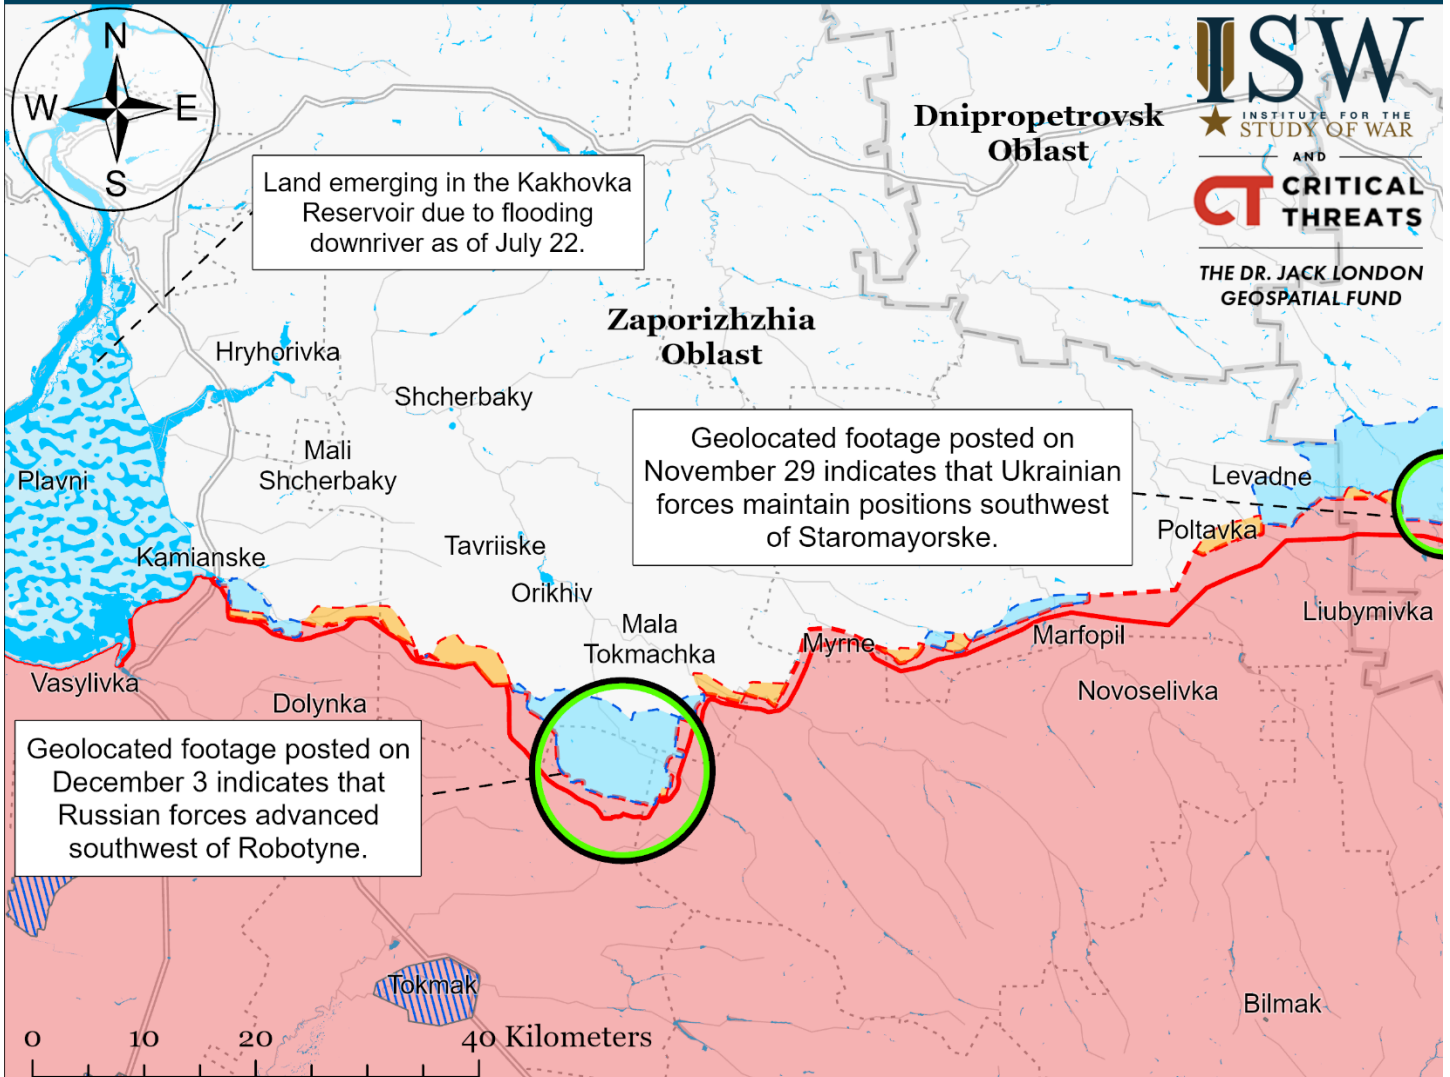 N
W
E
S
ISW
INSTITUTE FOR THE
STUDY OF WAR
AND
CT CRITICAL
THREATS
THE DR. JACK LONDON
GEOSPATIAL FUND
Dnipropetrovsk
Oblast
Land emerging in the Kakhovka
Reservoir due to flooding
downriver as of July 22.
Zaporizhzhia
Oblast
Hryhorivka
Shcherbaky
Mali
Shcherbaky
Plavni
Geolocated footage posted on
November 29 indicates that Ukrainian
forces maintain positions southwest
of Staromayorske.
Levadne
Poltavka
Kamianske
Tavriiske
Orikhiv
Mala
Tokmachka
Myrne
Marfopil
Liubymivka
Vasylivka
Dolynka
Novoselivka
Geolocated footage posted on
December 3 indicates that
Russian forces advanced
southwest of Robotyne.
Tokmak
Bilmak
0 10 20 40 Kilometers